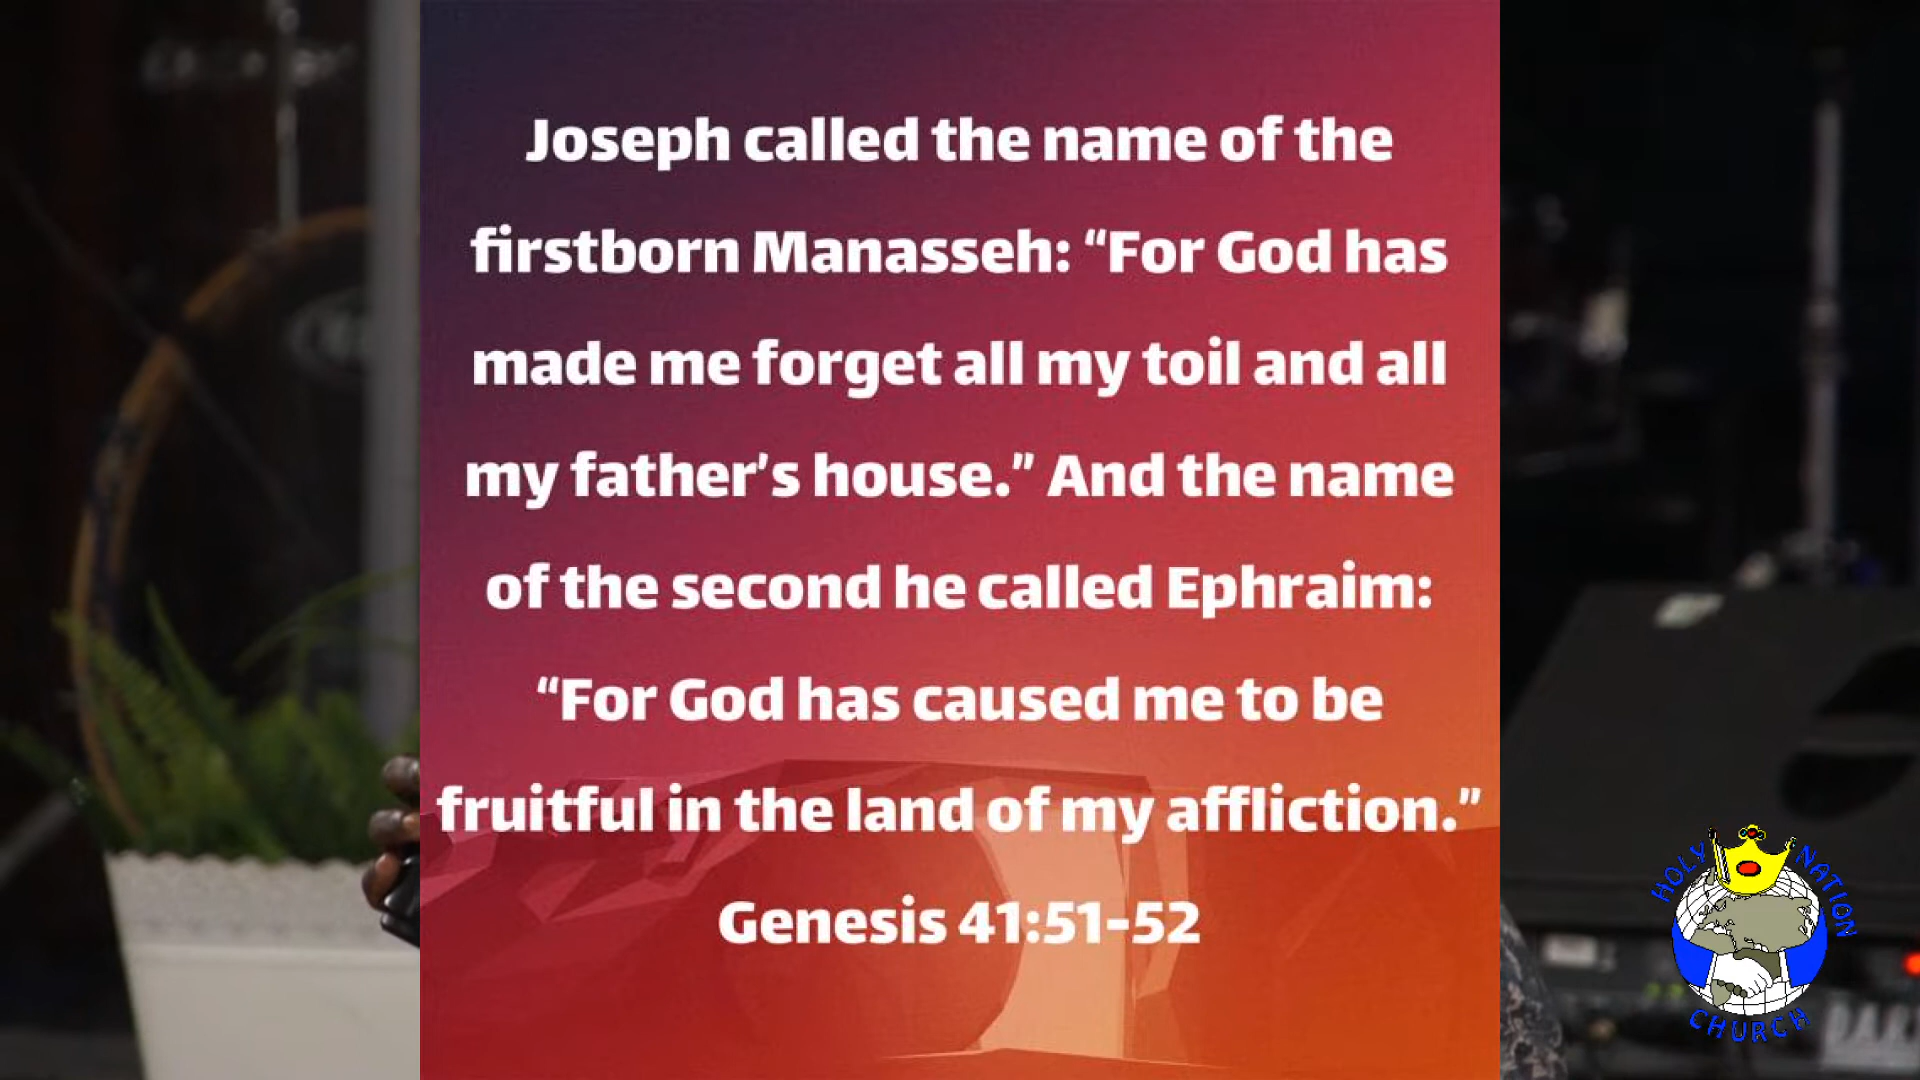 Joseph called the name of the
firstborn Manasseh: “For God has
made me forget all my toil and all
my father's house.” And the name
of the second he called Ephraim:
“For God has caused me to be
fruitful in the land of my affliction.”
Genesis 41:51-52
HOLY NATION
CHURCH